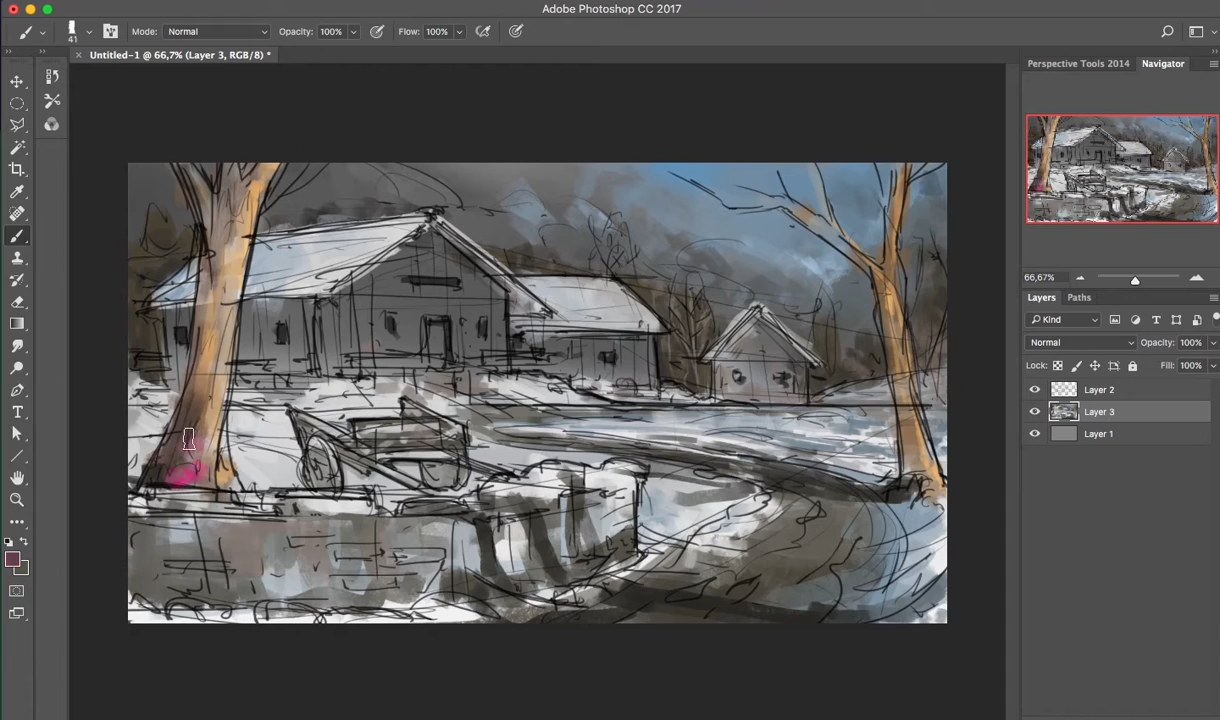 Adobe Photoshop CC 2017
41
Mode: Normal
Opacity: 100%
Flow: 100%
Untitled-1 @ 66,7% (Layer 3, RGB/8) *
Perspective Tools 2014
Navigator
66,67%
Layers
Paths
Kind
Normal
Opacity: 100%
Lock:
Fill: 100%
Layer 2
Layer 3
Layer 1